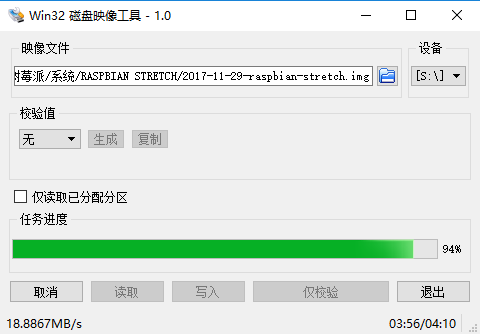 Win32 磁盘映像工具 - 1.0
映像文件
设备
莓派/系统/RASPBIAN STRETCH/2017-11-29-raspbian-stretch.img
[S:\]
校验值
无
生成
复制
仅读取已分配分区
任务进度
94%
取消
读取
写入
仅校验
退出
18.8867MB/s
03:56/04:10